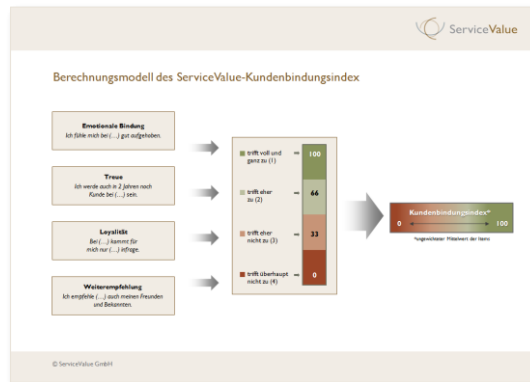 ServiceValue
Berechnungsmodell des ServiceValue-Kundenbindungsindex
Emotionale Bindung
Ich fühle mich bei (…) gut aufgehoben.
Treue
Ich werde auch in 2 Jahren noch
Kunde bei (…) sein.
Loyalität
Bei (…) kommt für
mich nur (…) infrage.
Weiterempfehlung
Ich empfehle (…) auch meinen Freunden
und Bekannten.
trifft voll und
ganz zu (1)
100
trifft eher
zu (2)
66
trifft eher
nicht zu (3)
33
trifft überhaupt
nicht zu (4)
0
Kundenbindungsindex*
0 100
*ungewichteter Mittelwert der Items
© ServiceValue GmbH